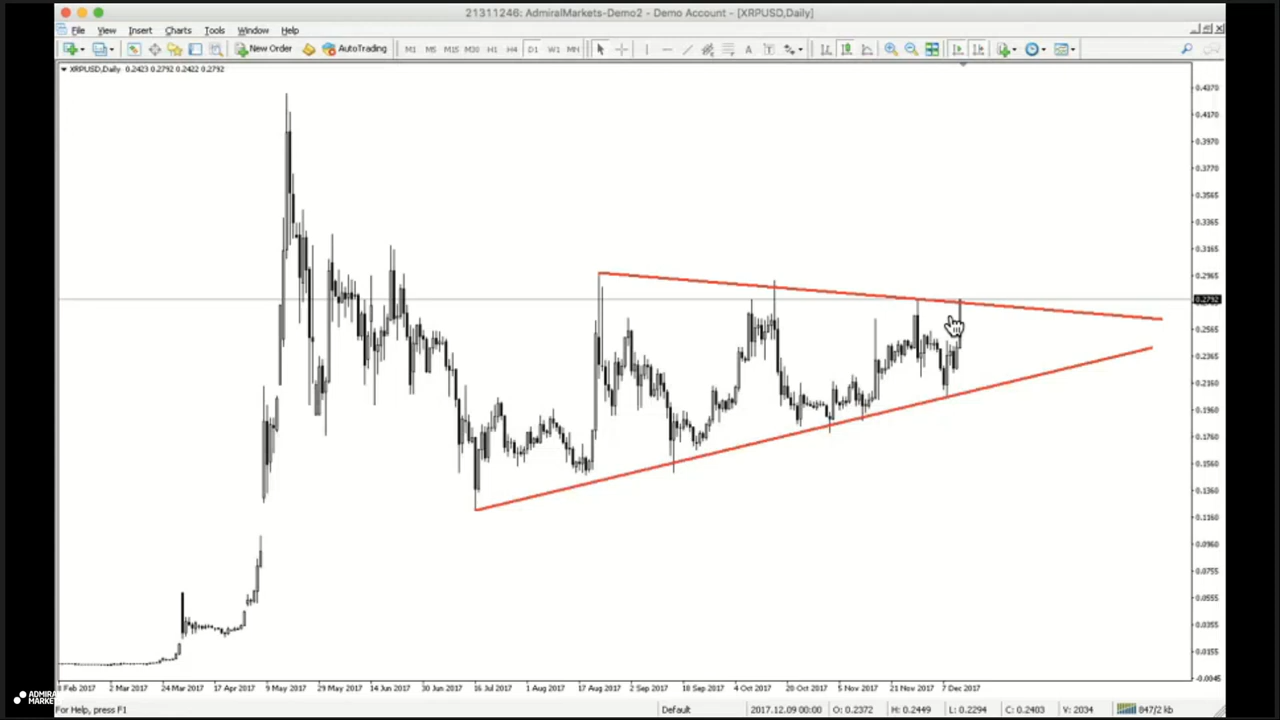 21311246: AdmiralMarkets-Demo2 - Demo Account - [XRPUSD,Daily]
File View Insert Charts Tools Window Help
New Order AutoTrading M1 M5 M15 M30 H1 H4 D1 W1 MN
XRPUSD,Daily 0.2423 0.2792 0.2422 0.2792
0.4370
0.4170
0.3970
0.3770
0.3565
0.3365
0.3165
0.2965
0.2792
0.2565
0.2365
0.2160
0.1960
0.1760
0.1560
0.1360
0.1160
0.0960
0.0755
0.0555
0.0355
0.0155
-0.0045
8 Feb 2017 2 Mar 2017 24 Mar 2017 17 Apr 2017 9 May 2017 29 May 2017 14 Jun 2017 30 Jun 2017 16 Jul 2017 1 Aug 2017 17 Aug 2017 2 Sep 2017 18 Sep 2017 4 Oct 2017 20 Oct 2017 5 Nov 2017 21 Nov 2017 7 Dec 2017
ADMIRA
MARKE
For Help, press F1 Default 2017.12.09 00:00 O: 0.2372 H: 0.2449 L: 0.2294 C: 0.2403 V: 2034 847/2 kb